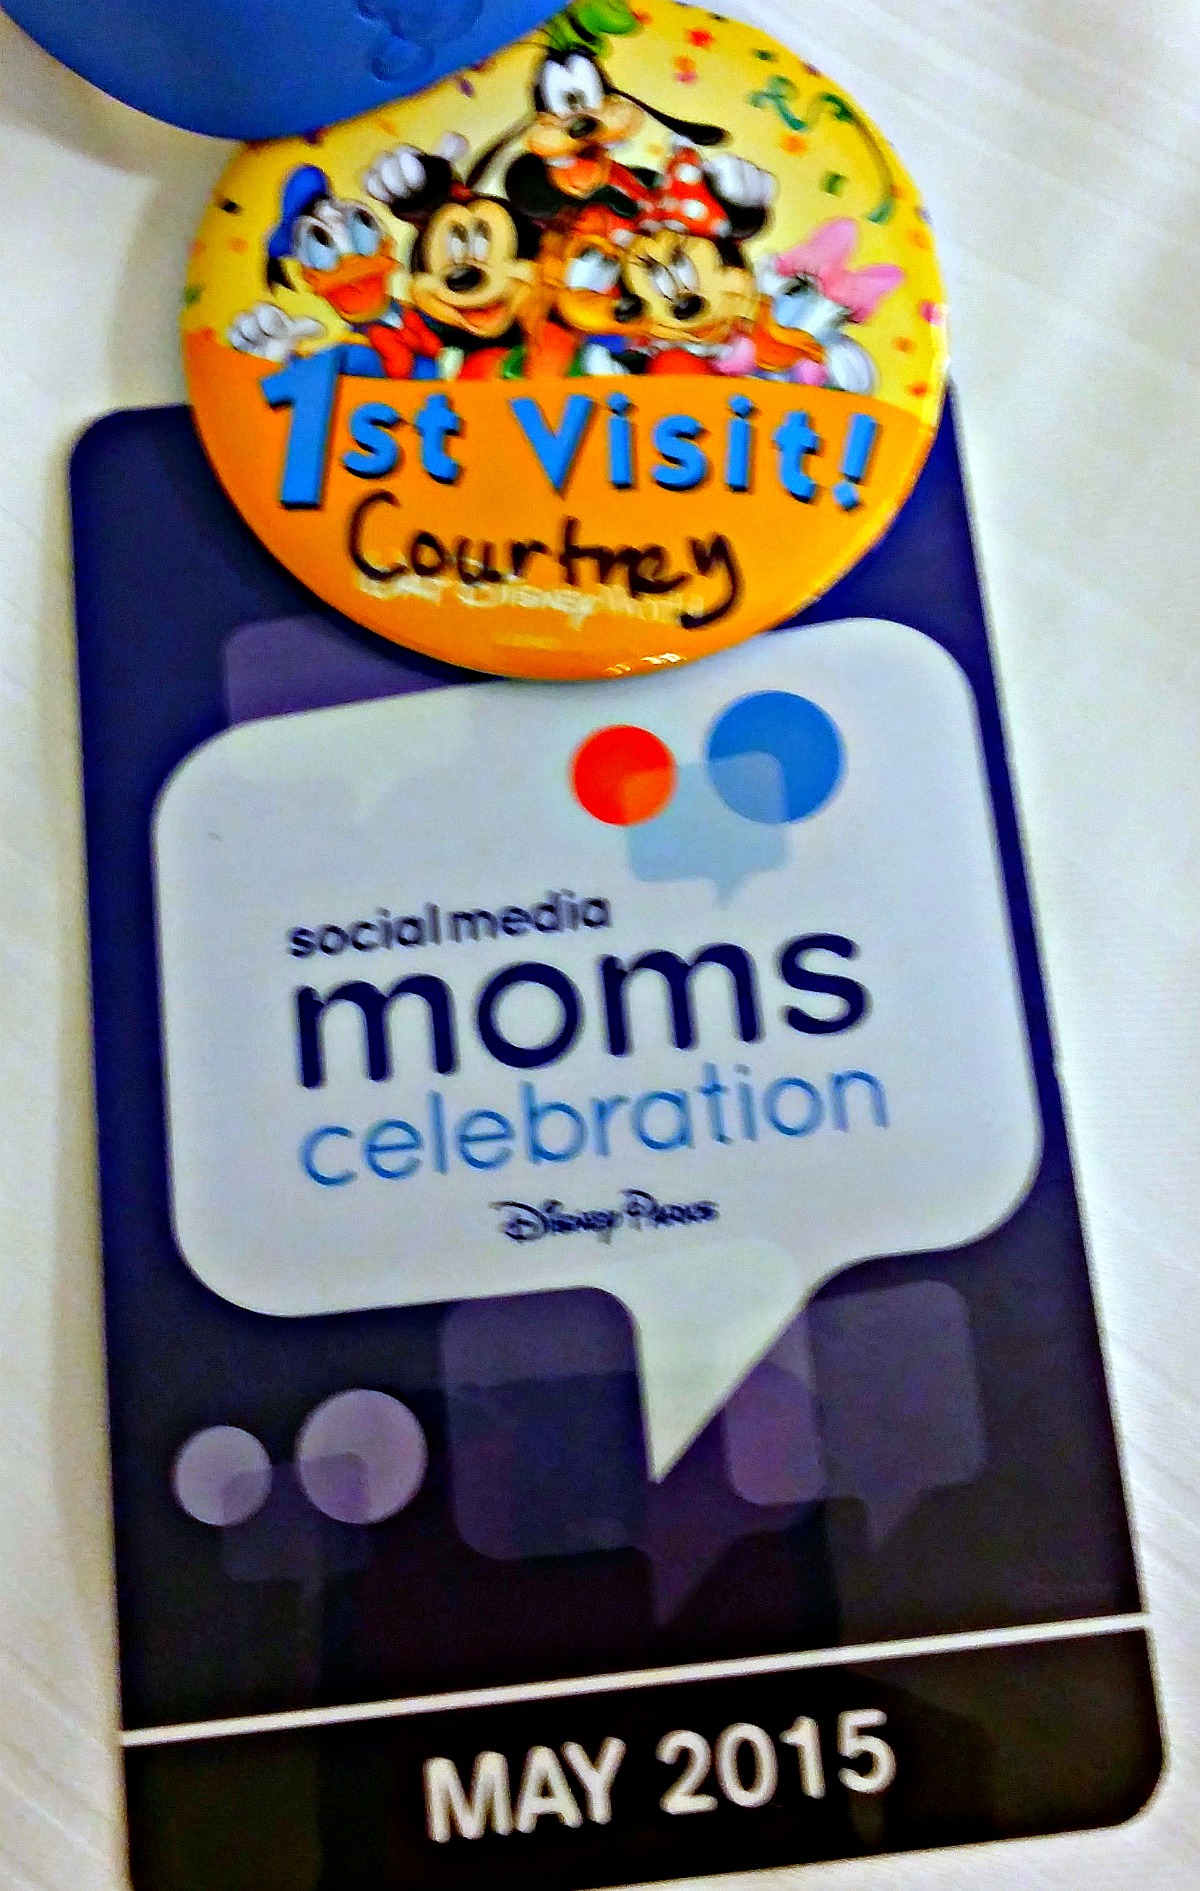 1st Visit!
Courtney
Walt Disney World
social media
moms
celebration
Disney Parks
MAY 2015